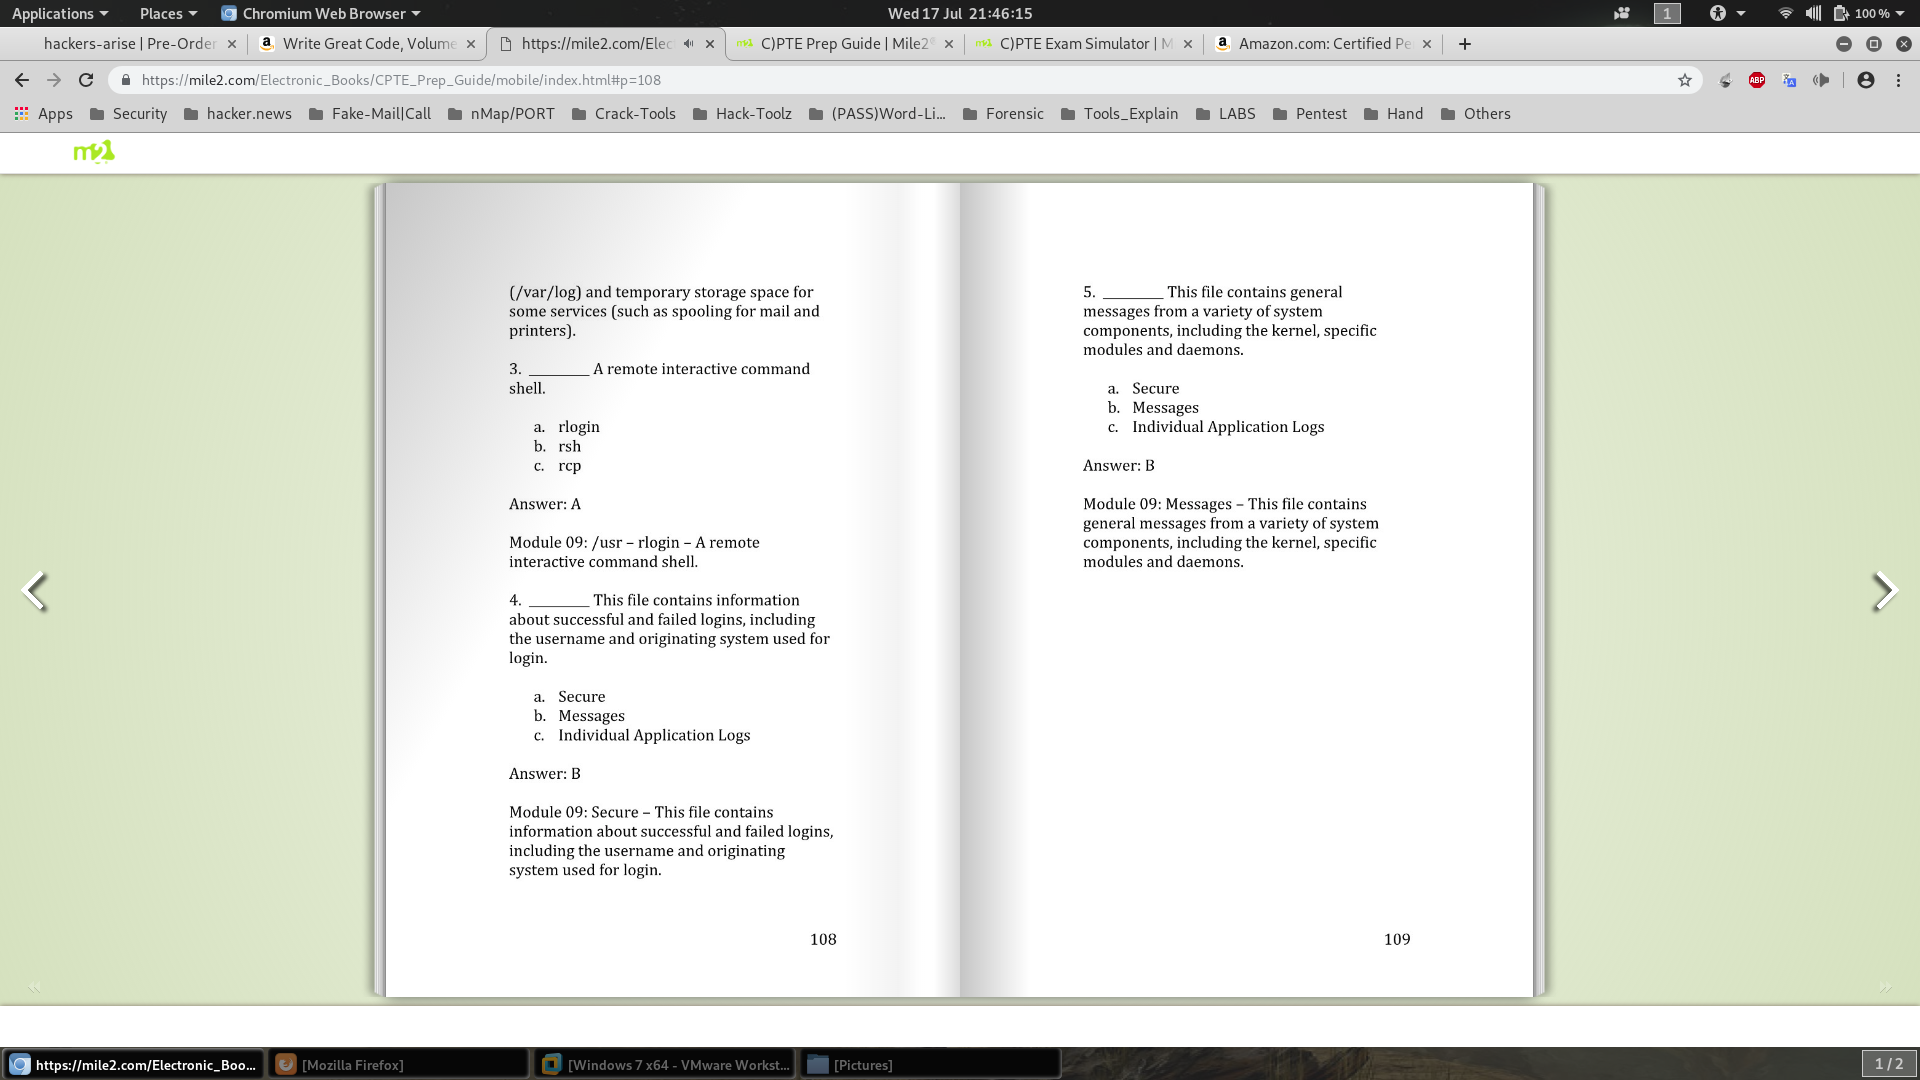 Applications
Places
Chromium Web Browser
Wed 17 Jul 21:46:15
1
100 %
hackers-arise | Pre-Order
Write Great Code, Volume
https://mile2.com/Elec
C)PTE Prep Guide | Mile2
C)PTE Exam Simulator | M
Amazon.com: Certified Pe
https://mile2.com/Electronic_Books/CPTE_Prep_Guide/mobile/index.html#p=108
ABP
Apps
Security
hacker.news
Fake-Mail|Call
nMap/PORT
Crack-Tools
Hack-Toolz
(PASS)Word-Li...
Forensic
Tools_Explain
LABS
Pentest
Hand
Others
m2
(/var/log) and temporary storage space for
some services (such as spooling for mail and
printers).
3. ________ A remote interactive command
shell.
a. rlogin
b. rsh
c. rcp
Answer: A
Module 09: /usr – rlogin – A remote
interactive command shell.
4. ________ This file contains information
about successful and failed logins, including
the username and originating system used for
login.
a. Secure
b. Messages
c. Individual Application Logs
Answer: B
Module 09: Secure – This file contains
information about successful and failed logins,
including the username and originating
system used for login.
108
5. ________ This file contains general
messages from a variety of system
components, including the kernel, specific
modules and daemons.
a. Secure
b. Messages
c. Individual Application Logs
Answer: B
Module 09: Messages – This file contains
general messages from a variety of system
components, including the kernel, specific
modules and daemons.
109
https://mile2.com/Electronic_Boo...
[Mozilla Firefox]
[Windows 7 x64 - VMware Workst...
[Pictures]
1 / 2